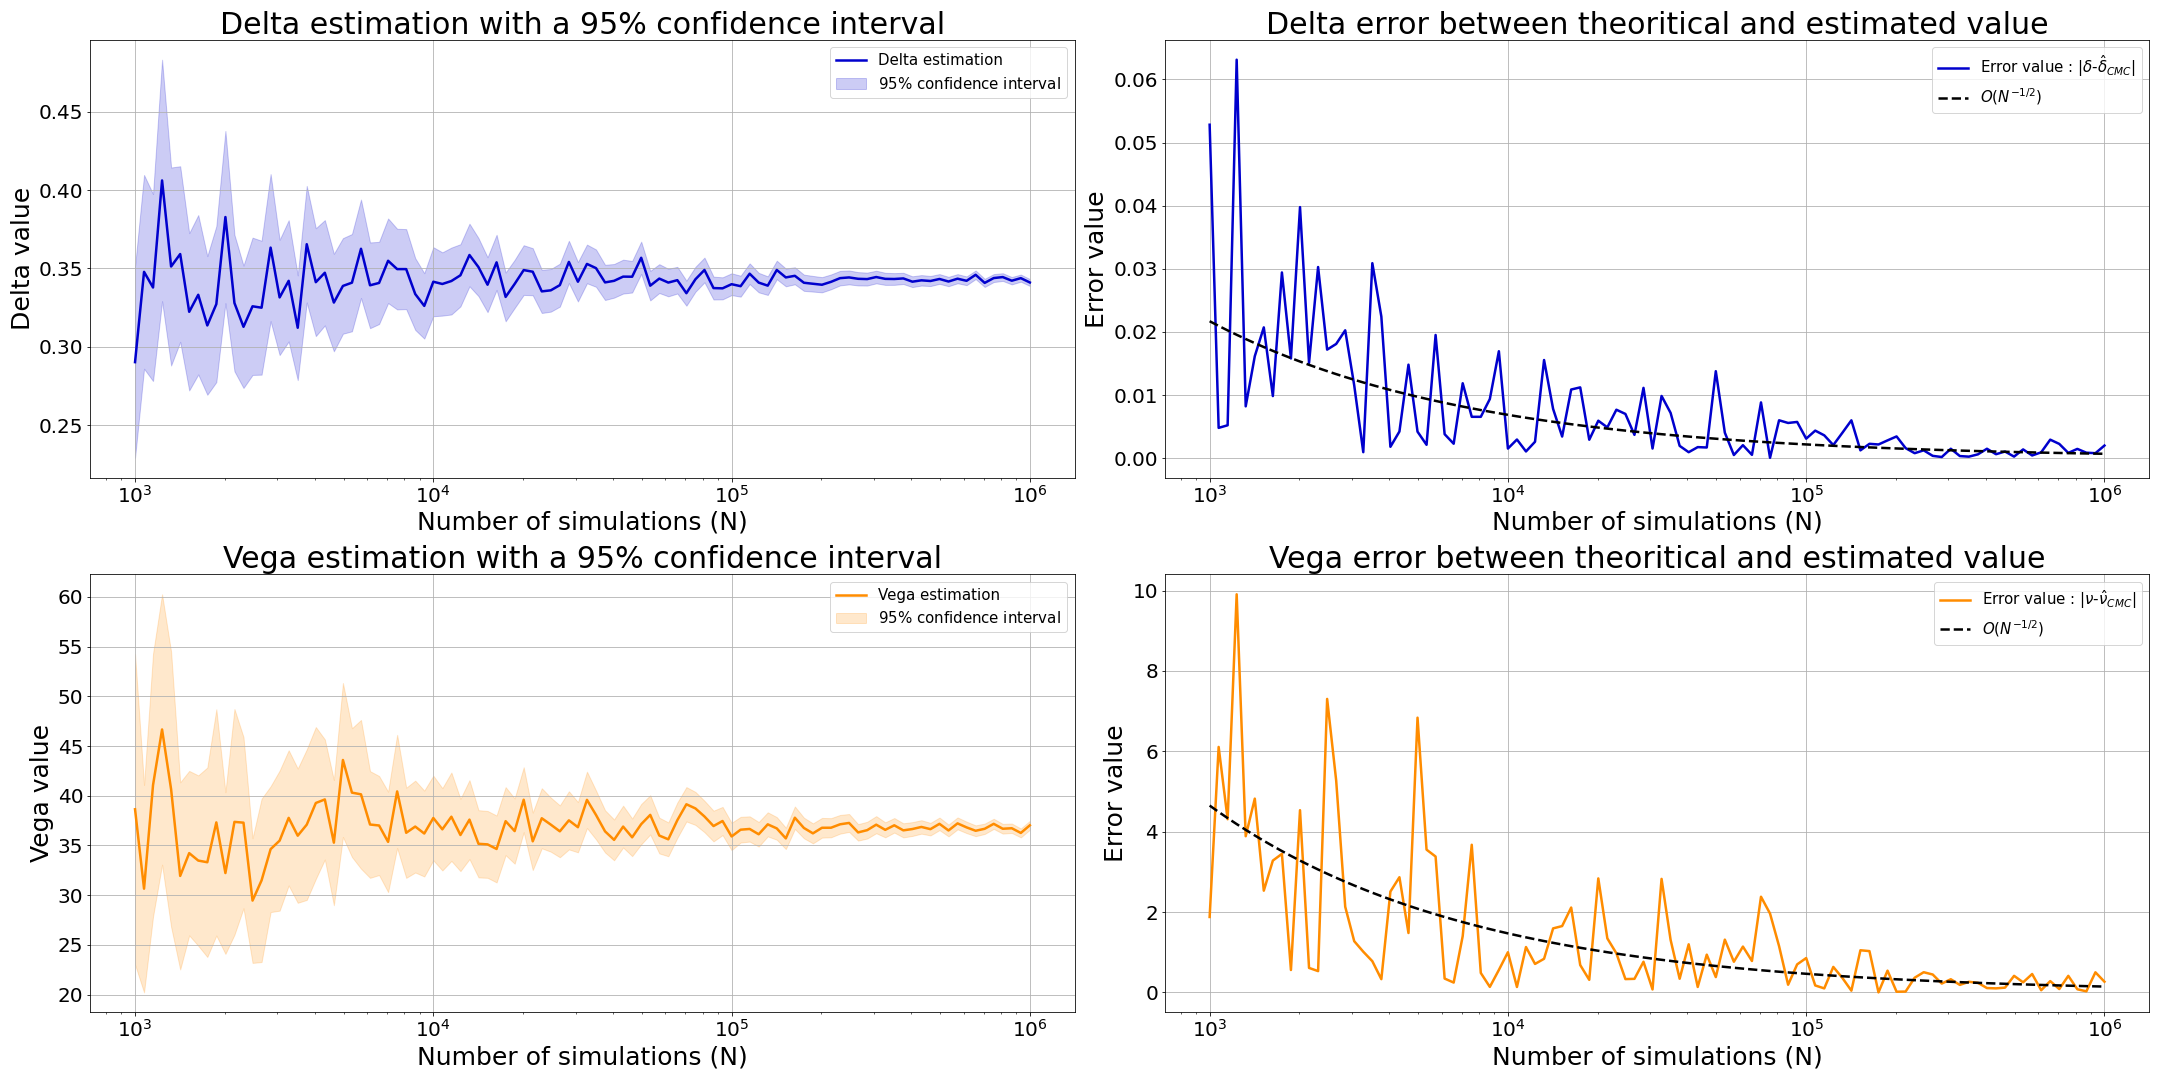 Delta estimation with a 95% confidence interval
Delta estimation
95% confidence interval
Delta value
0.45
0.40
0.35
0.30
0.25
10³ 10⁴ 10⁵ 10⁶
Number of simulations (N)
Delta error between theoritical and estimated value
Error value : |δ-δ̂_CMC|
O(N⁻¹/²)
Error value
0.06
0.05
0.04
0.03
0.02
0.01
0.00
10³ 10⁴ 10⁵ 10⁶
Number of simulations (N)
Vega estimation with a 95% confidence interval
Vega estimation
95% confidence interval
Vega value
60
55
50
45
40
35
30
25
20
10³ 10⁴ 10⁵ 10⁶
Number of simulations (N)
Vega error between theoritical and estimated value
Error value : |ν-ν̂_CMC|
O(N⁻¹/²)
Error value
10
8
6
4
2
0
10³ 10⁴ 10⁵ 10⁶
Number of simulations (N)